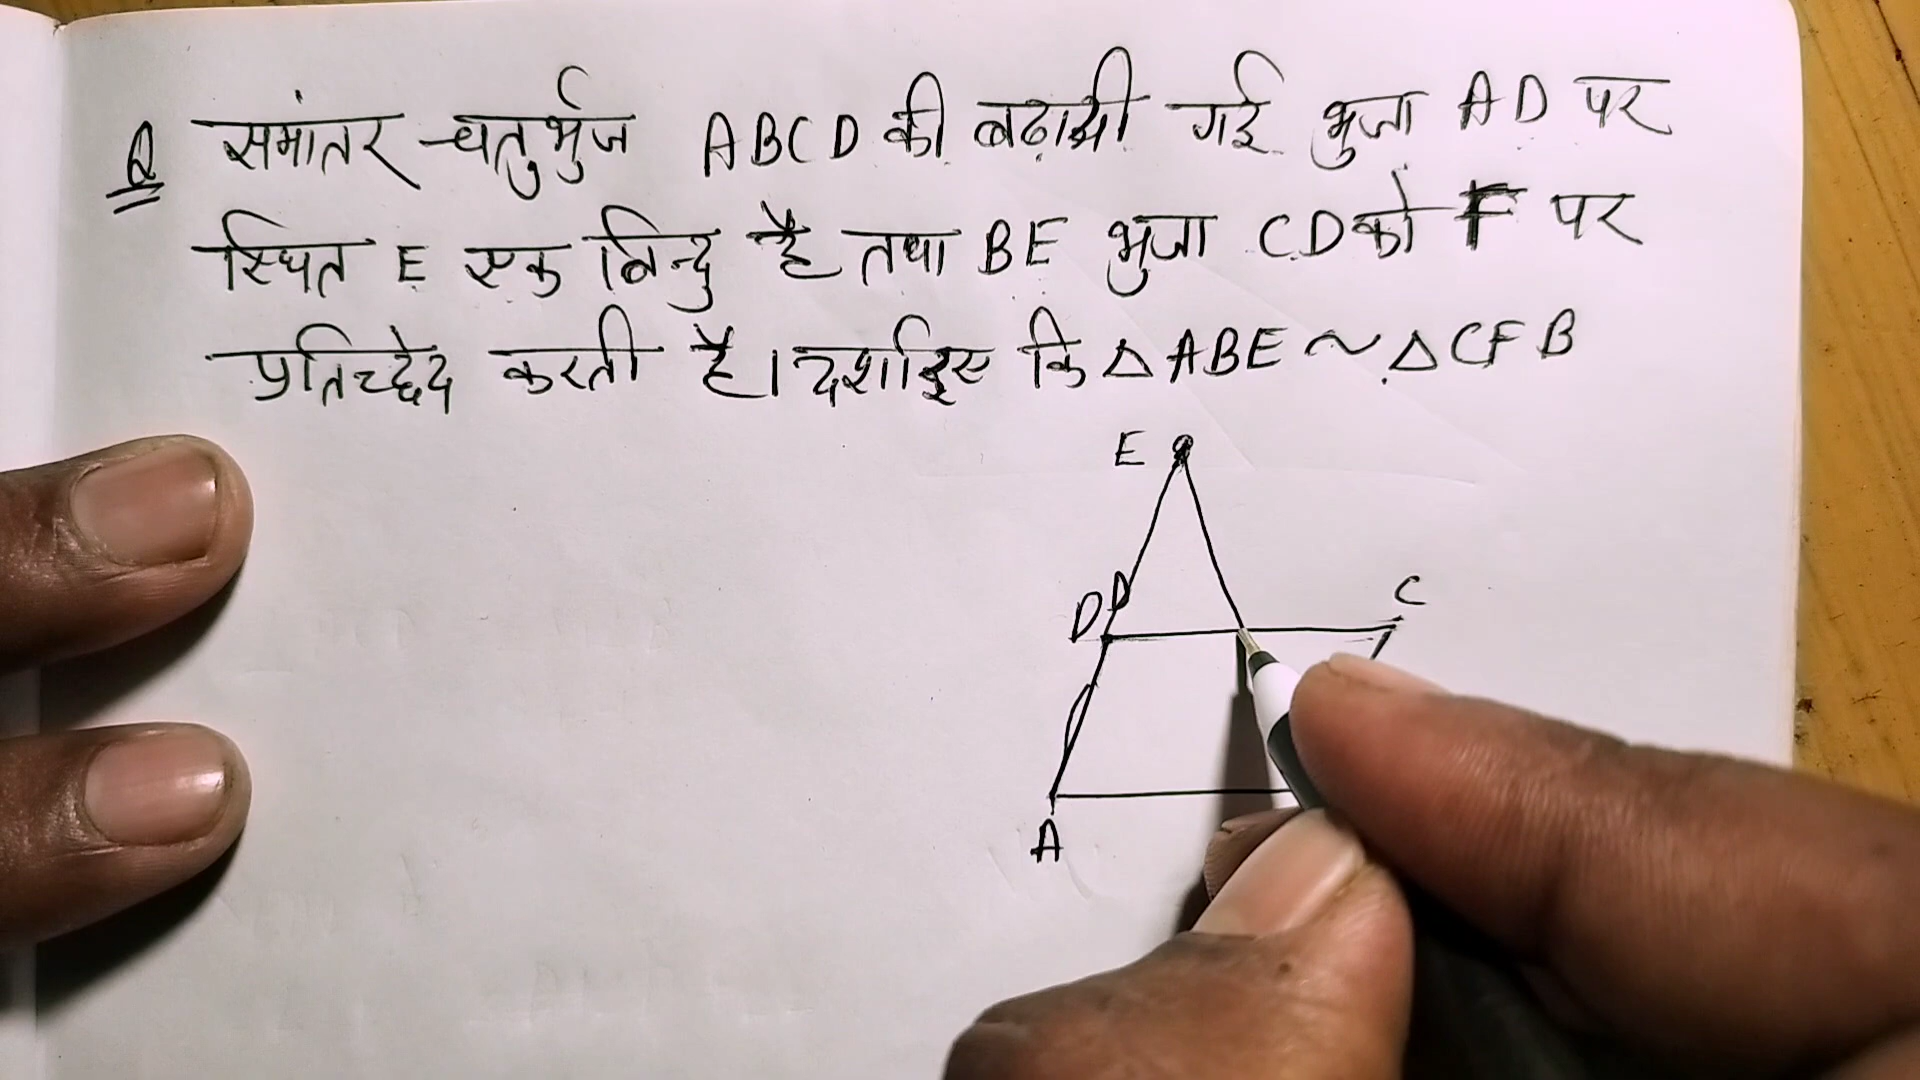 Q समांतर चतुर्भुज ABCD की बढ़ायी गई भुजा AD पर
स्थित E एक बिन्दु है तथा BE भुजा CD को F पर
प्रतिच्छेद करती है। दर्शाइए कि △ABE ~ △CFB
E
D
D
C
A